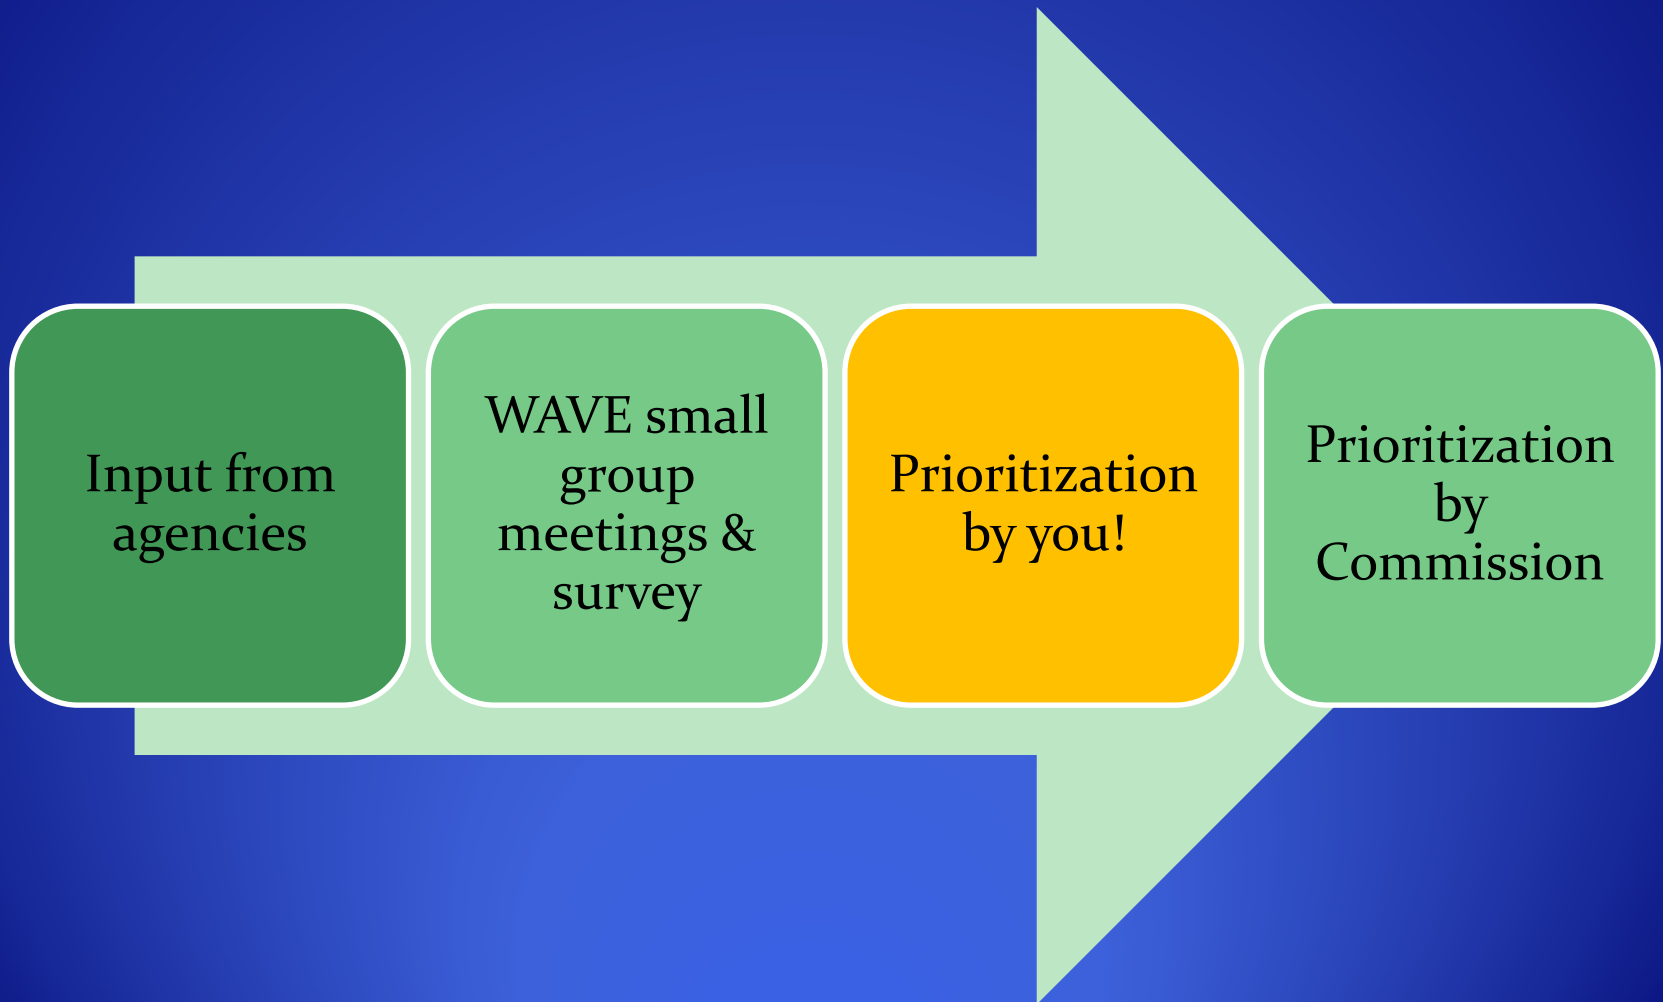 Input from
agencies
WAVE small
group
meetings &
survey
Prioritization
by you!
Prioritization
by
Commission